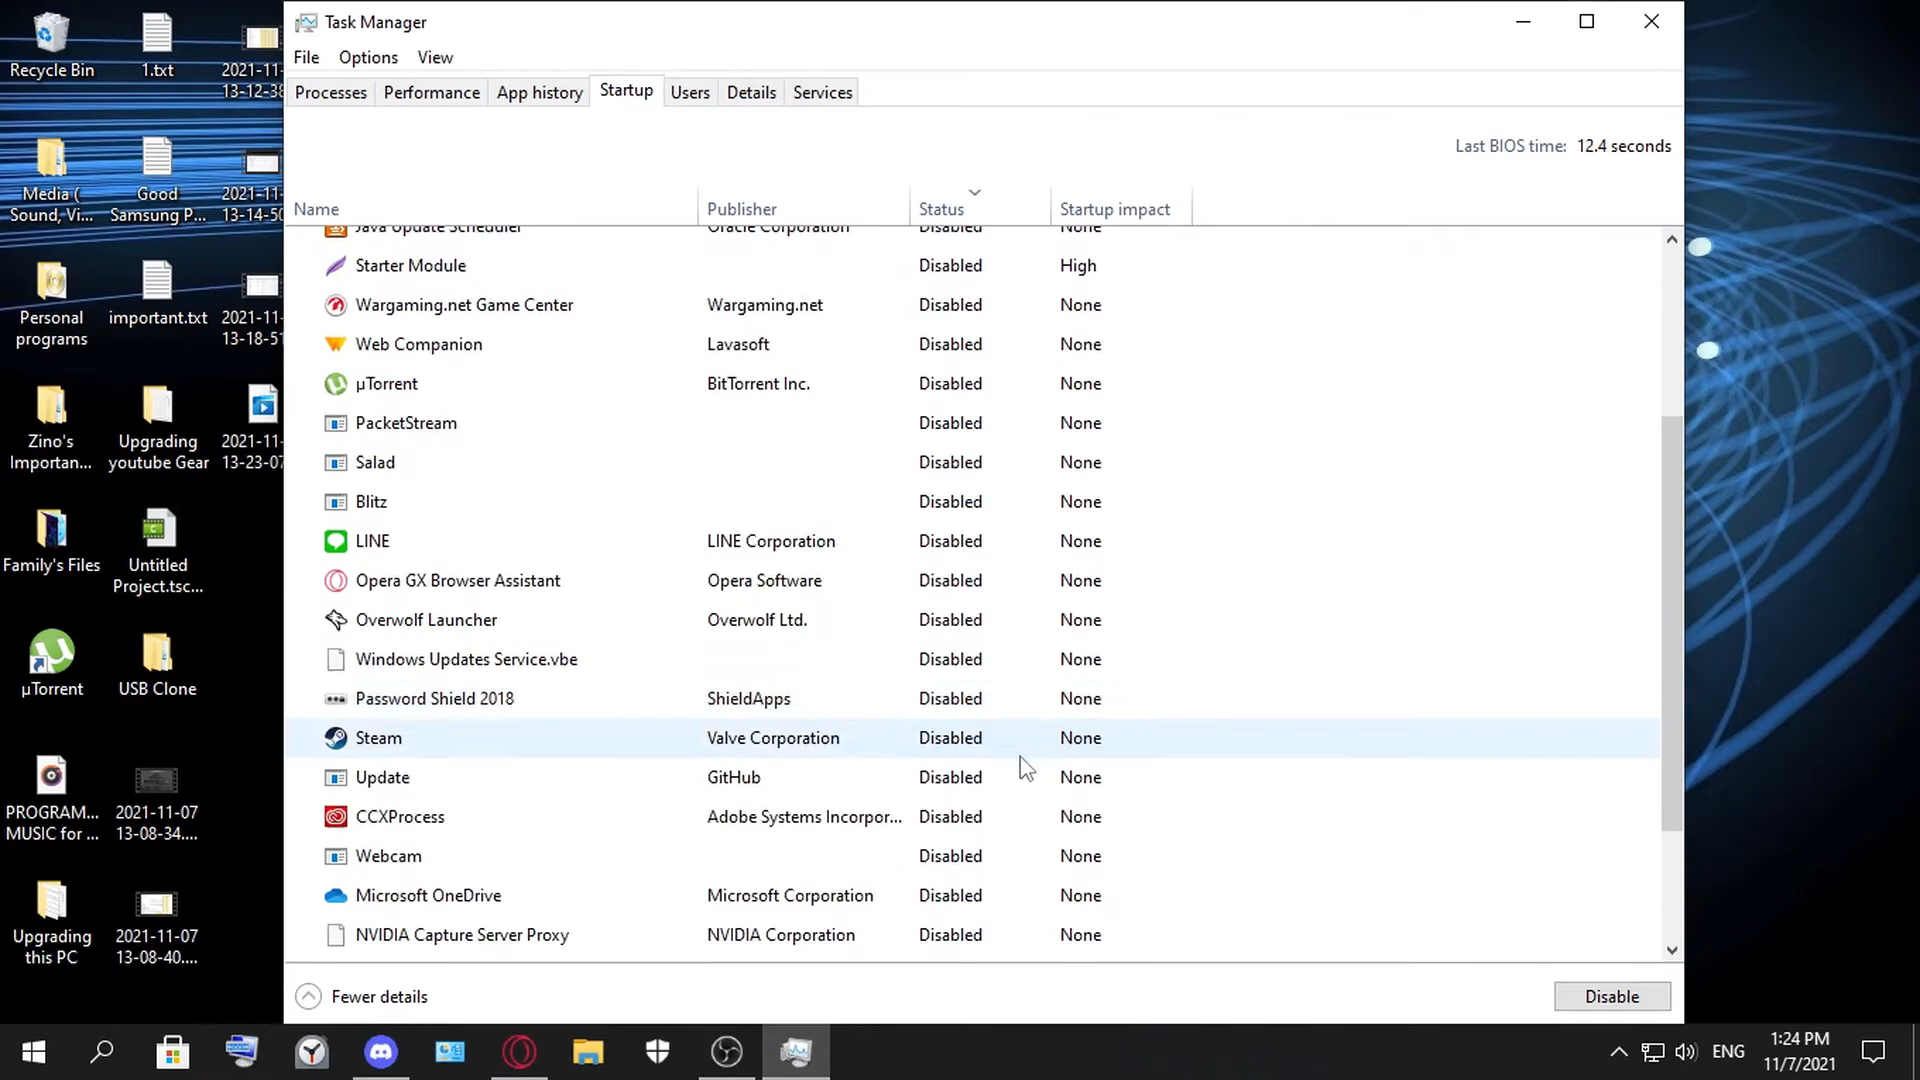 Recycle Bin
1.txt
2021-11-
13-12-38
Media (
Sound, Vi...
Good
Samsung P...
2021-11-
13-14-50
Personal
programs
important.txt
2021-11-
13-18-51
Zino's
Importan...
Upgrading
youtube Gear
2021-11-
13-23-07
Family's Files
Untitled
Project.tsc...
µTorrent
USB Clone
PROGRAM...
MUSIC for ...
2021-11-07
13-08-34....
Upgrading
this PC
2021-11-07
13-08-40....
Task Manager
File Options View
Processes Performance App history Startup Users Details Services
Last BIOS time: 12.4 seconds
Name Publisher Status Startup impact
Java Update Scheduler Oracle Corporation Disabled None
Starter Module Disabled High
Wargaming.net Game Center Wargaming.net Disabled None
Web Companion Lavasoft Disabled None
µTorrent BitTorrent Inc. Disabled None
PacketStream Disabled None
Salad Disabled None
Blitz Disabled None
LINE LINE Corporation Disabled None
Opera GX Browser Assistant Opera Software Disabled None
Overwolf Launcher Overwolf Ltd. Disabled None
Windows Updates Service.vbe Disabled None
Password Shield 2018 ShieldApps Disabled None
Steam Valve Corporation Disabled None
Update GitHub Disabled None
CCXProcess Adobe Systems Incorpor... Disabled None
Webcam Disabled None
Microsoft OneDrive Microsoft Corporation Disabled None
NVIDIA Capture Server Proxy NVIDIA Corporation Disabled None
Fewer details
Disable
ENG
1:24 PM
11/7/2021